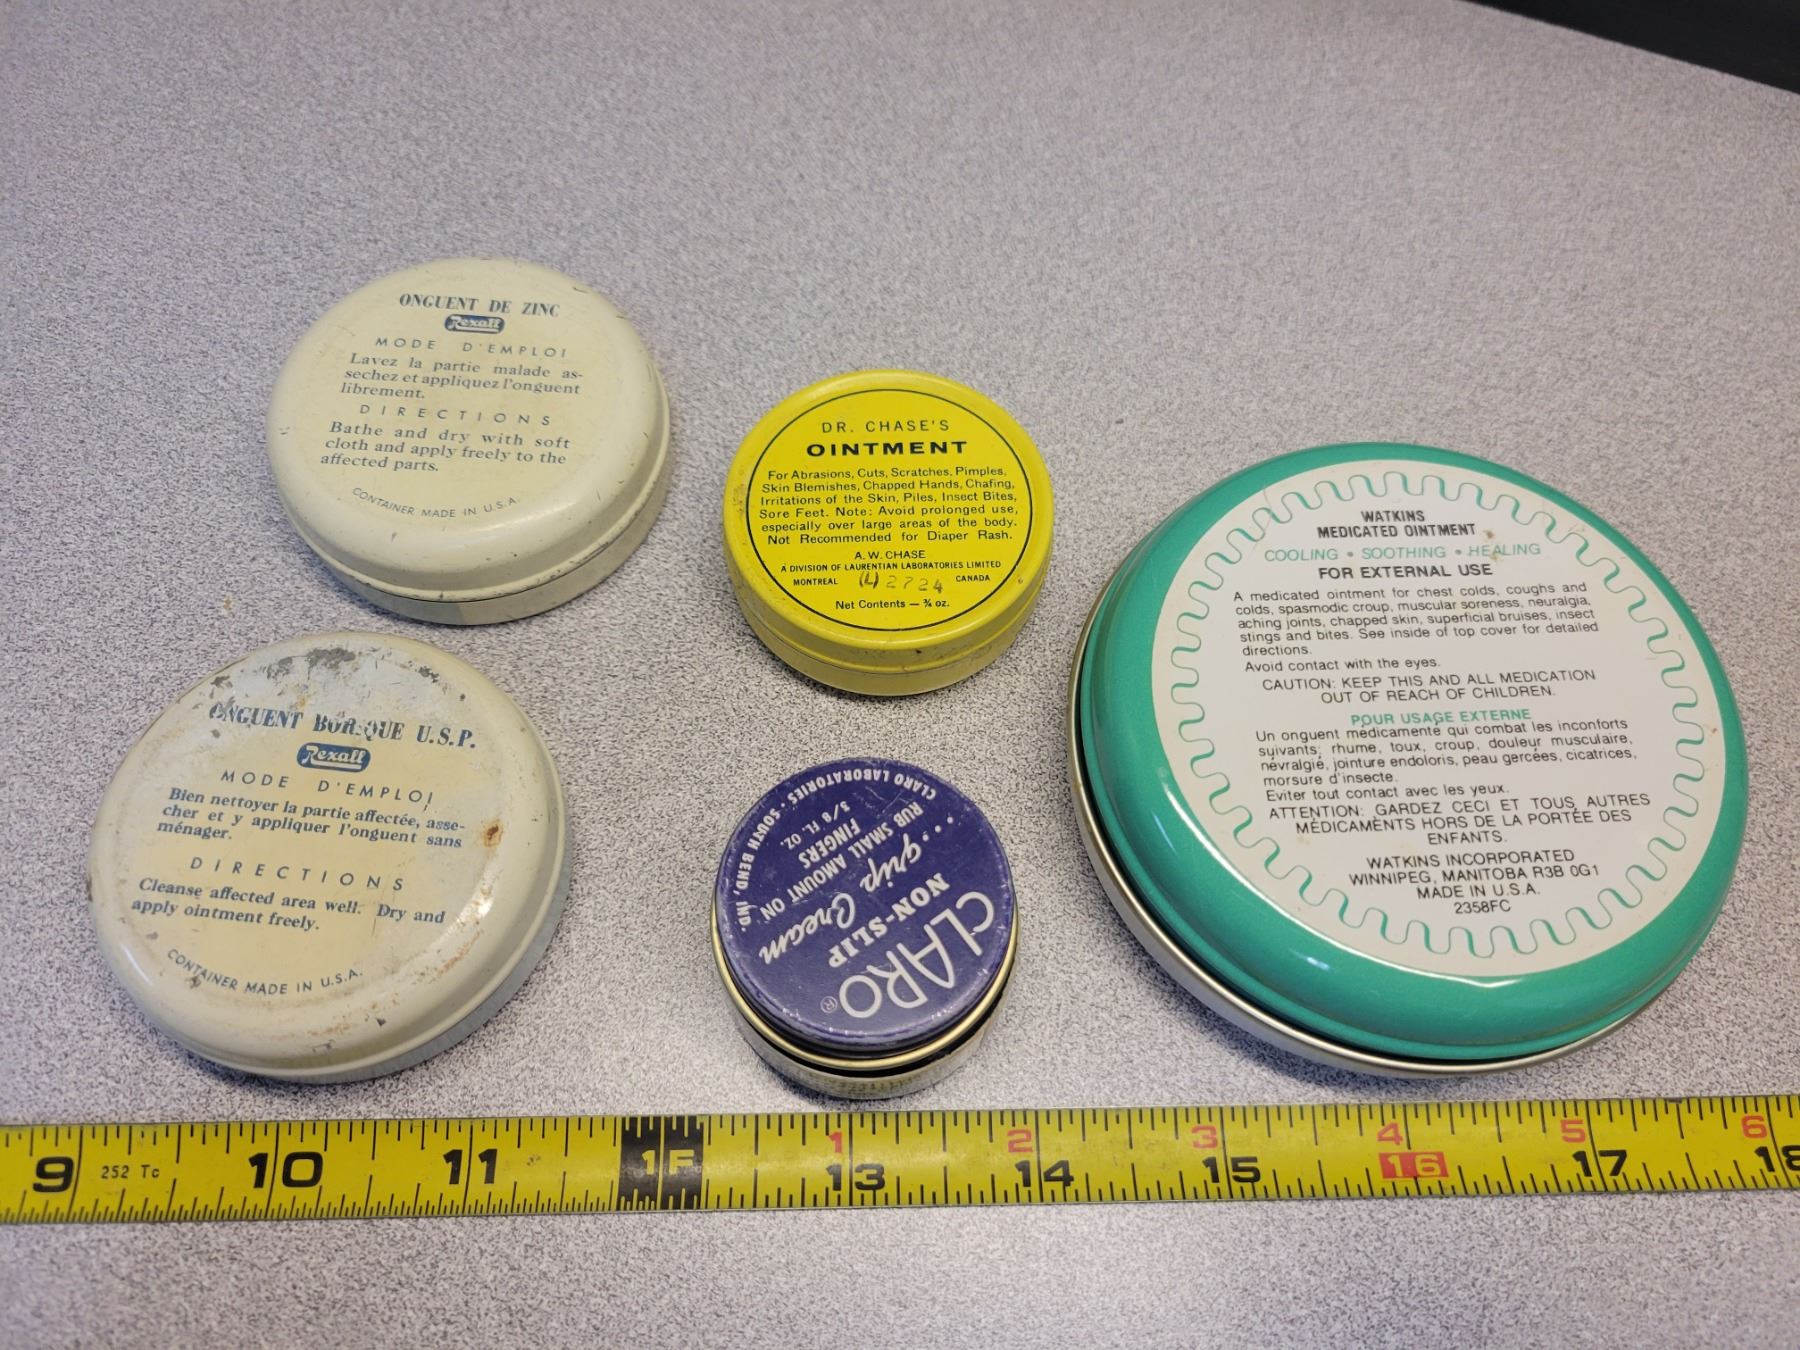 ONGUENT DE ZINC
Rexall
MODE D'EMPLOI
Lavez la partie malade as-
sechez et appliquez l'onguent
librement.
DIRECTIONS
Bathe and dry with soft
cloth and apply freely to the
affected parts.
CONTAINER MADE IN U.S.A.
ONGUENT BORIQUE U.S.P.
Rexall
MODE D'EMPLOI
Bien nettoyer la partie affectée, asse-
cher et y appliquer l'onguent sans
ménager.
DIRECTIONS
Cleanse affected area well. Dry and
apply ointment freely.
CONTAINER MADE IN U.S.A.
DR. CHASE'S
OINTMENT
For Abrasions, Cuts, Scratches, Pimples,
Skin Blemishes, Chapped Hands, Chafing,
Irritations of the Skin, Piles, Insect Bites,
Sore Feet. Note: Avoid prolonged use,
especially over large areas of the body.
Not Recommended for Diaper Rash.
A. W. CHASE
A DIVISION OF LAURENTIAN LABORATORIES LIMITED
MONTREAL (L) 2724 CANADA
Net Contents — ¾ oz.
CLARO®
NON-SLIP
....grip Cream
RUB SMALL AMOUNT ON
FINGERS
5/8 FL. OZ.
CLARO LABORATORIES · SOUTH BEND, IND.
WATKINS
MEDICATED OINTMENT
COOLING • SOOTHING • HEALING
FOR EXTERNAL USE
A medicated ointment for chest colds, coughs and
colds, spasmodic croup, muscular soreness, neuralgia,
aching joints, chapped skin, superficial bruises, insect
stings and bites. See inside of top cover for detailed
directions.
Avoid contact with the eyes.
CAUTION: KEEP THIS AND ALL MEDICATION
OUT OF REACH OF CHILDREN.
POUR USAGE EXTERNE
Un onguent médicamente qui combat les inconforts
suivants; rhume, toux, croup, douleur musculaire,
névralgie, jointure endoloris, peau gercées, cicatrices,
morsure d'insecte.
Eviter tout contact avec les yeux.
ATTENTION: GARDEZ CECI ET TOUS AUTRES
MÉDICAMENTS HORS DE LA PORTÉE DES
ENFANTS.
WATKINS INCORPORATED
WINNIPEG, MANITOBA R3B 0G1
MADE IN U.S.A.
2358FC
1 2 3 4 5 6
9 252 Tc 10 11 1F 13 14 15 16 17 18